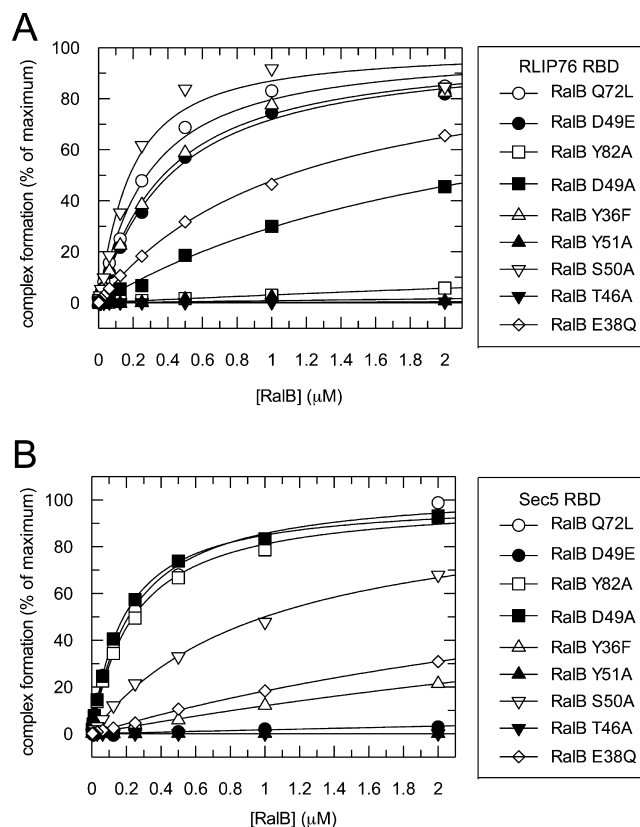 A
complex formation (% of maximum)
100
80
60
40
20
0
0 0.2 0.4 0.6 0.8 1 1.2 1.4 1.6 1.8 2
[RalB] (μM)
RLIP76 RBD
RalB Q72L
RalB D49E
RalB Y82A
RalB D49A
RalB Y36F
RalB Y51A
RalB S50A
RalB T46A
RalB E38Q
B
complex formation (% of maximum)
100
80
60
40
20
0
0 0.2 0.4 0.6 0.8 1 1.2 1.4 1.6 1.8 2
[RalB] (μM)
Sec5 RBD
RalB Q72L
RalB D49E
RalB Y82A
RalB D49A
RalB Y36F
RalB Y51A
RalB S50A
RalB T46A
RalB E38Q